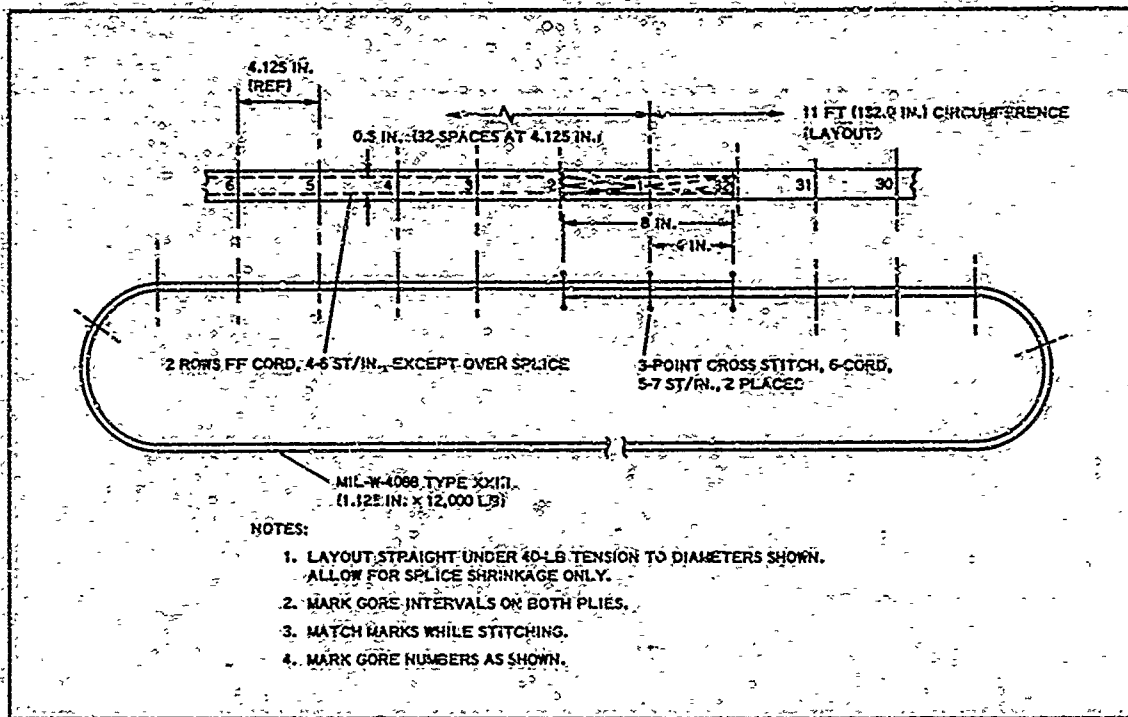 4.125 IN.
(REF)
11 FT (132.0 IN.) CIRCUMFERENCE
(LAYOUT)
0.5 IN. (32 SPACES AT 4.125 IN.)
6 5 4 3 2 1 32 31 30
8 IN.
IN.
2 ROWS FF CORD, 4-6 ST/IN., EXCEPT OVER SPLICE
3-POINT CROSS STITCH, 6-CORD,
5-7 ST/IN., 2 PLACES
MIL-W-4088 TYPE
(1.125 IN. × 12,000 LB)
NOTES:
1. LAYOUT STRAIGHT UNDER 40-LB TENSION TO DIAMETERS SHOWN.
ALLOW FOR SPLICE SHRINKAGE ONLY.
2. MARK GORE INTERVALS ON BOTH PLIES.
3. MATCH MARKS WHILE STITCHING.
4. MARK GORE NUMBERS AS SHOWN.